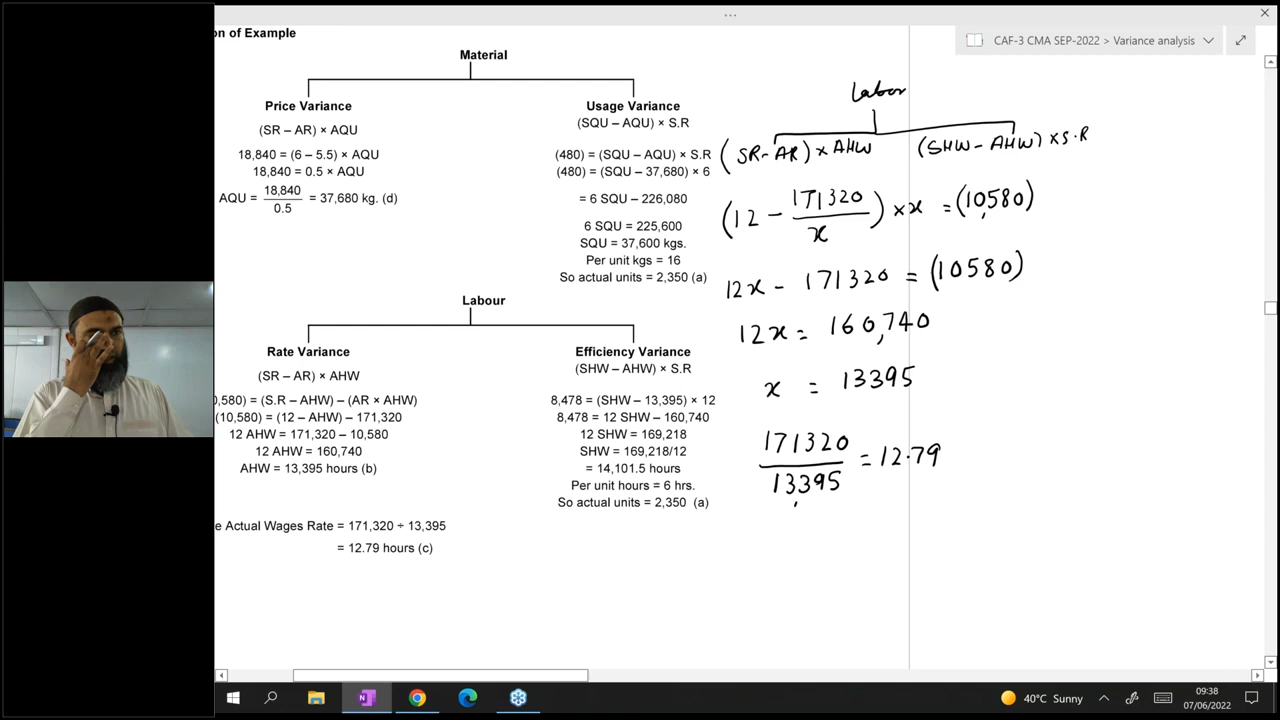 on of Example
CAF-3 CMA SEP-2022 > Variance analysis
Material
Price Variance
(SR – AR) × AQU
18,840 = (6 – 5.5) × AQU
18,840 = 0.5 × AQU
AQU = 18,840 / 0.5 = 37,680 kg. (d)
Usage Variance
(SQU – AQU) × S.R
(480) = (SQU – AQU) × S.R
(480) = (SQU – 37,680) × 6
= 6 SQU – 226,080
6 SQU = 225,600
SQU = 37,600 kgs.
Per unit kgs = 16
So actual units = 2,350 (a)
Labour
Rate Variance
(SR – AR) × AHW
0,580) = (S.R – AHW) – (AR × AHW)
(10,580) = (12 – AHW) – 171,320
12 AHW = 171,320 – 10,580
12 AHW = 160,740
AHW = 13,395 hours (b)
Efficiency Variance
(SHW – AHW) × S.R
8,478 = (SHW – 13,395) × 12
8,478 = 12 SHW – 160,740
12 SHW = 169,218
SHW = 169,218/12
= 14,101.5 hours
Per unit hours = 6 hrs.
So actual units = 2,350 (a)
e Actual Wages Rate = 171,320 ÷ 13,395
= 12.79 hours (c)
Labor
(SR-AR) × AHW
(SHW - AHW) × S.R
(12 - 171320 / x) × x = (10,580)
12x - 171320 = (10580)
12x = 160,740
x = 13395
171320 / 13395 = 12.79
40°C Sunny
09:38
07/06/2022